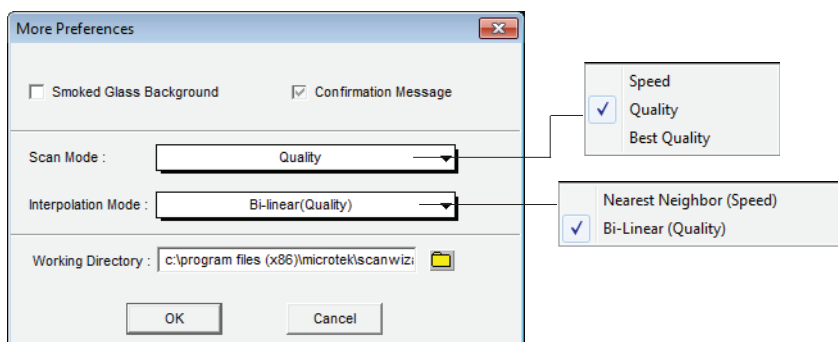 More Preferences
Smoked Glass Background
Confirmation Message
Scan Mode :
Quality
Speed
Quality
Best Quality
Interpolation Mode :
Bi-linear(Quality)
Nearest Neighbor (Speed)
Bi-Linear (Quality)
Working Directory :
c:\program files (x86)\microtek\scanwiz
OK
Cancel